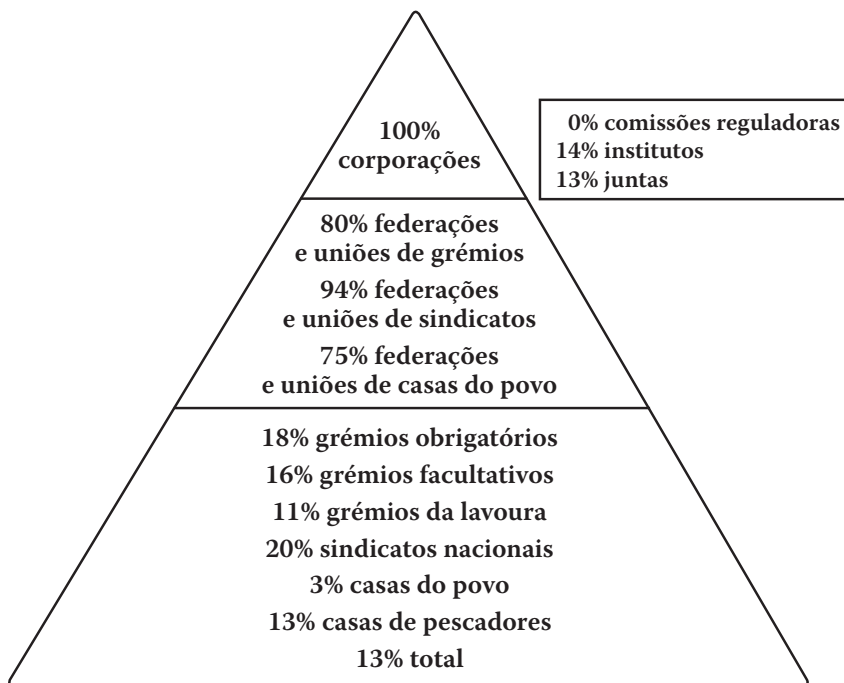 100%
corporações
0% comissões reguladoras
14% institutos
13% juntas
80% federações
e uniões de grémios
94% federações
e uniões de sindicatos
75% federações
e uniões de casas do povo
18% grémios obrigatórios
16% grémios facultativos
11% grémios da lavoura
20% sindicatos nacionais
3% casas do povo
13% casas de pescadores
13% total